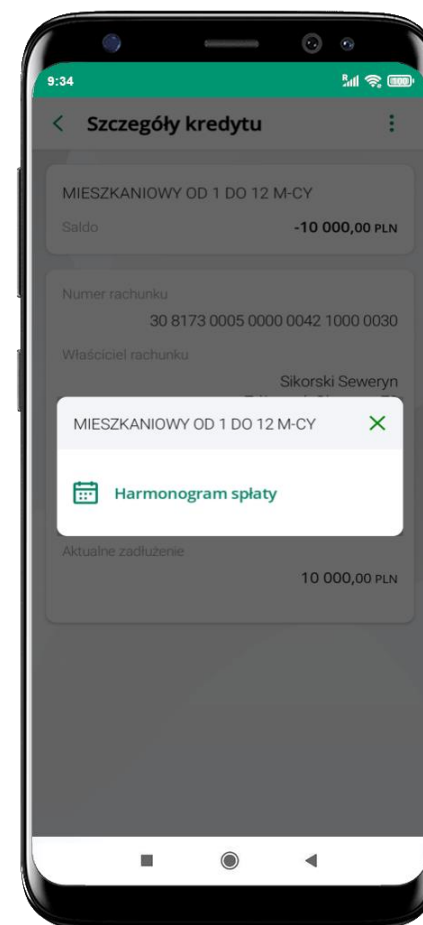 9:34
R
100
Szczegóły kredytu
MIESZKANIOWY OD 1 DO 12 M-CY
Saldo
-10 000,00 PLN
Numer rachunku
30 8173 0005 0000 0042 1000 0030
Właściciel rachunku
Sikorski Seweryn
MIESZKANIOWY OD 1 DO 12 M-CY
Harmonogram spłaty
Aktualne zadłużenie
10 000,00 PLN